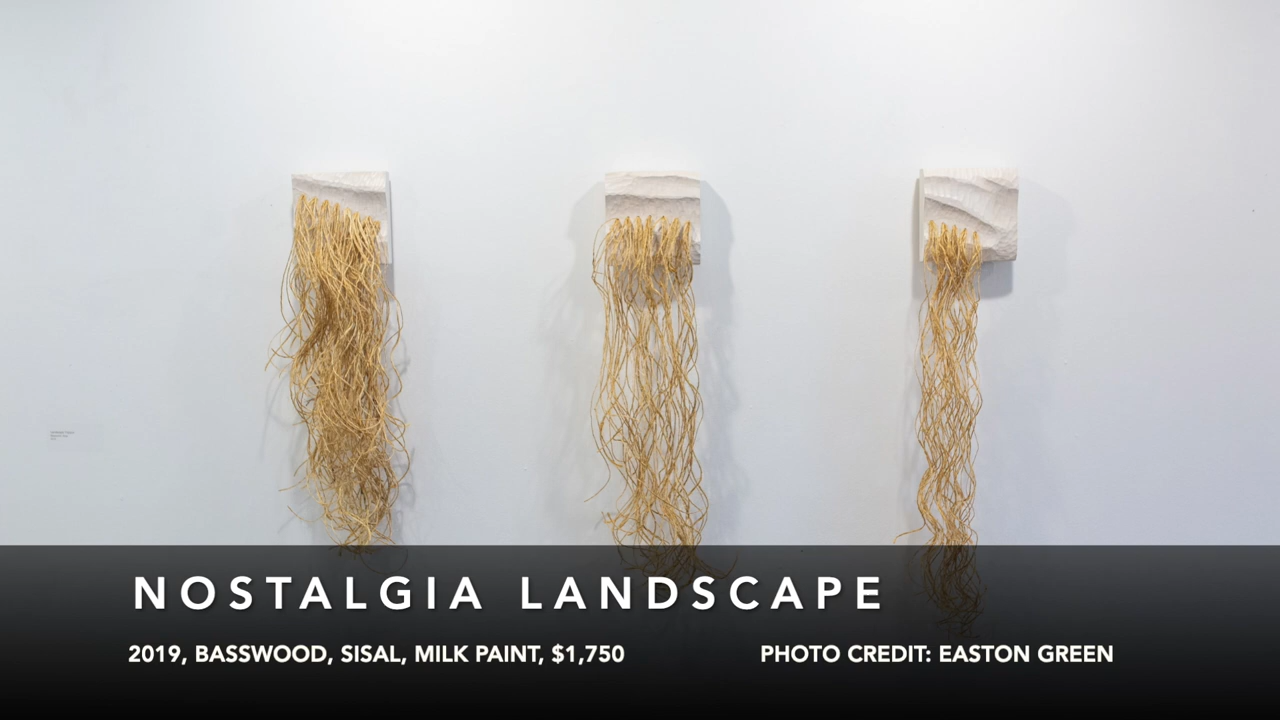 NOSTALGIA LANDSCAPE
2019, BASSWOOD, SISAL, MILK PAINT, $1,750
PHOTO CREDIT: EASTON GREEN